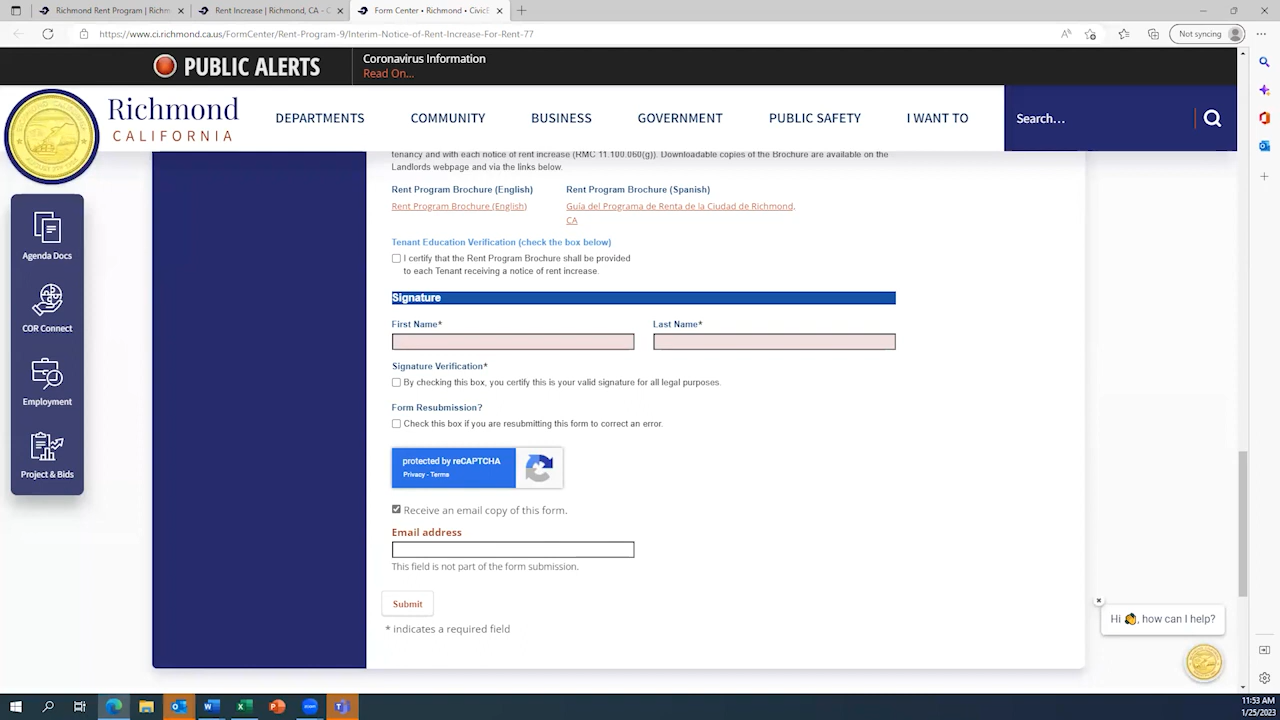 Richmond Rent Program | Richm
Rent Increase | Richmond, CA -
Form Center • Richmond • CivicE
https://www.ci.richmond.ca.us/FormCenter/Rent-Program-9/Interim-Notice-of-Rent-Increase-For-Rent-77
Not syncing
PUBLIC ALERTS
Coronavirus Information
Read On...
Richmond
CALIFORNIA
DEPARTMENTS
COMMUNITY
BUSINESS
GOVERNMENT
PUBLIC SAFETY
I WANT TO
Search...
tenancy and with each notice of rent increase (RMC 11.100.060(g)). Downloadable copies of the Brochure are available on the
Landlords webpage and via the links below.
Rent Program Brochure (English)
Rent Program Brochure (Spanish)
Rent Program Brochure (English)
Guía del Programa de Renta de la Ciudad de Richmond,
CA
Tenant Education Verification (check the box below)
I certify that the Rent Program Brochure shall be provided
to each Tenant receiving a notice of rent increase.
Signature
First Name*
Last Name*
Signature Verification*
By checking this box, you certify this is your valid signature for all legal purposes.
Form Resubmission?
Check this box if you are resubmitting this form to correct an error.
protected by reCAPTCHA
Privacy - Terms
Receive an email copy of this form.
Email address
This field is not part of the form submission.
Submit
* indicates a required field
Agenda Docs
COR Connect
Employment
Project & Bids
Hi 👋, how can I help?
11:53 AM
1/25/2023